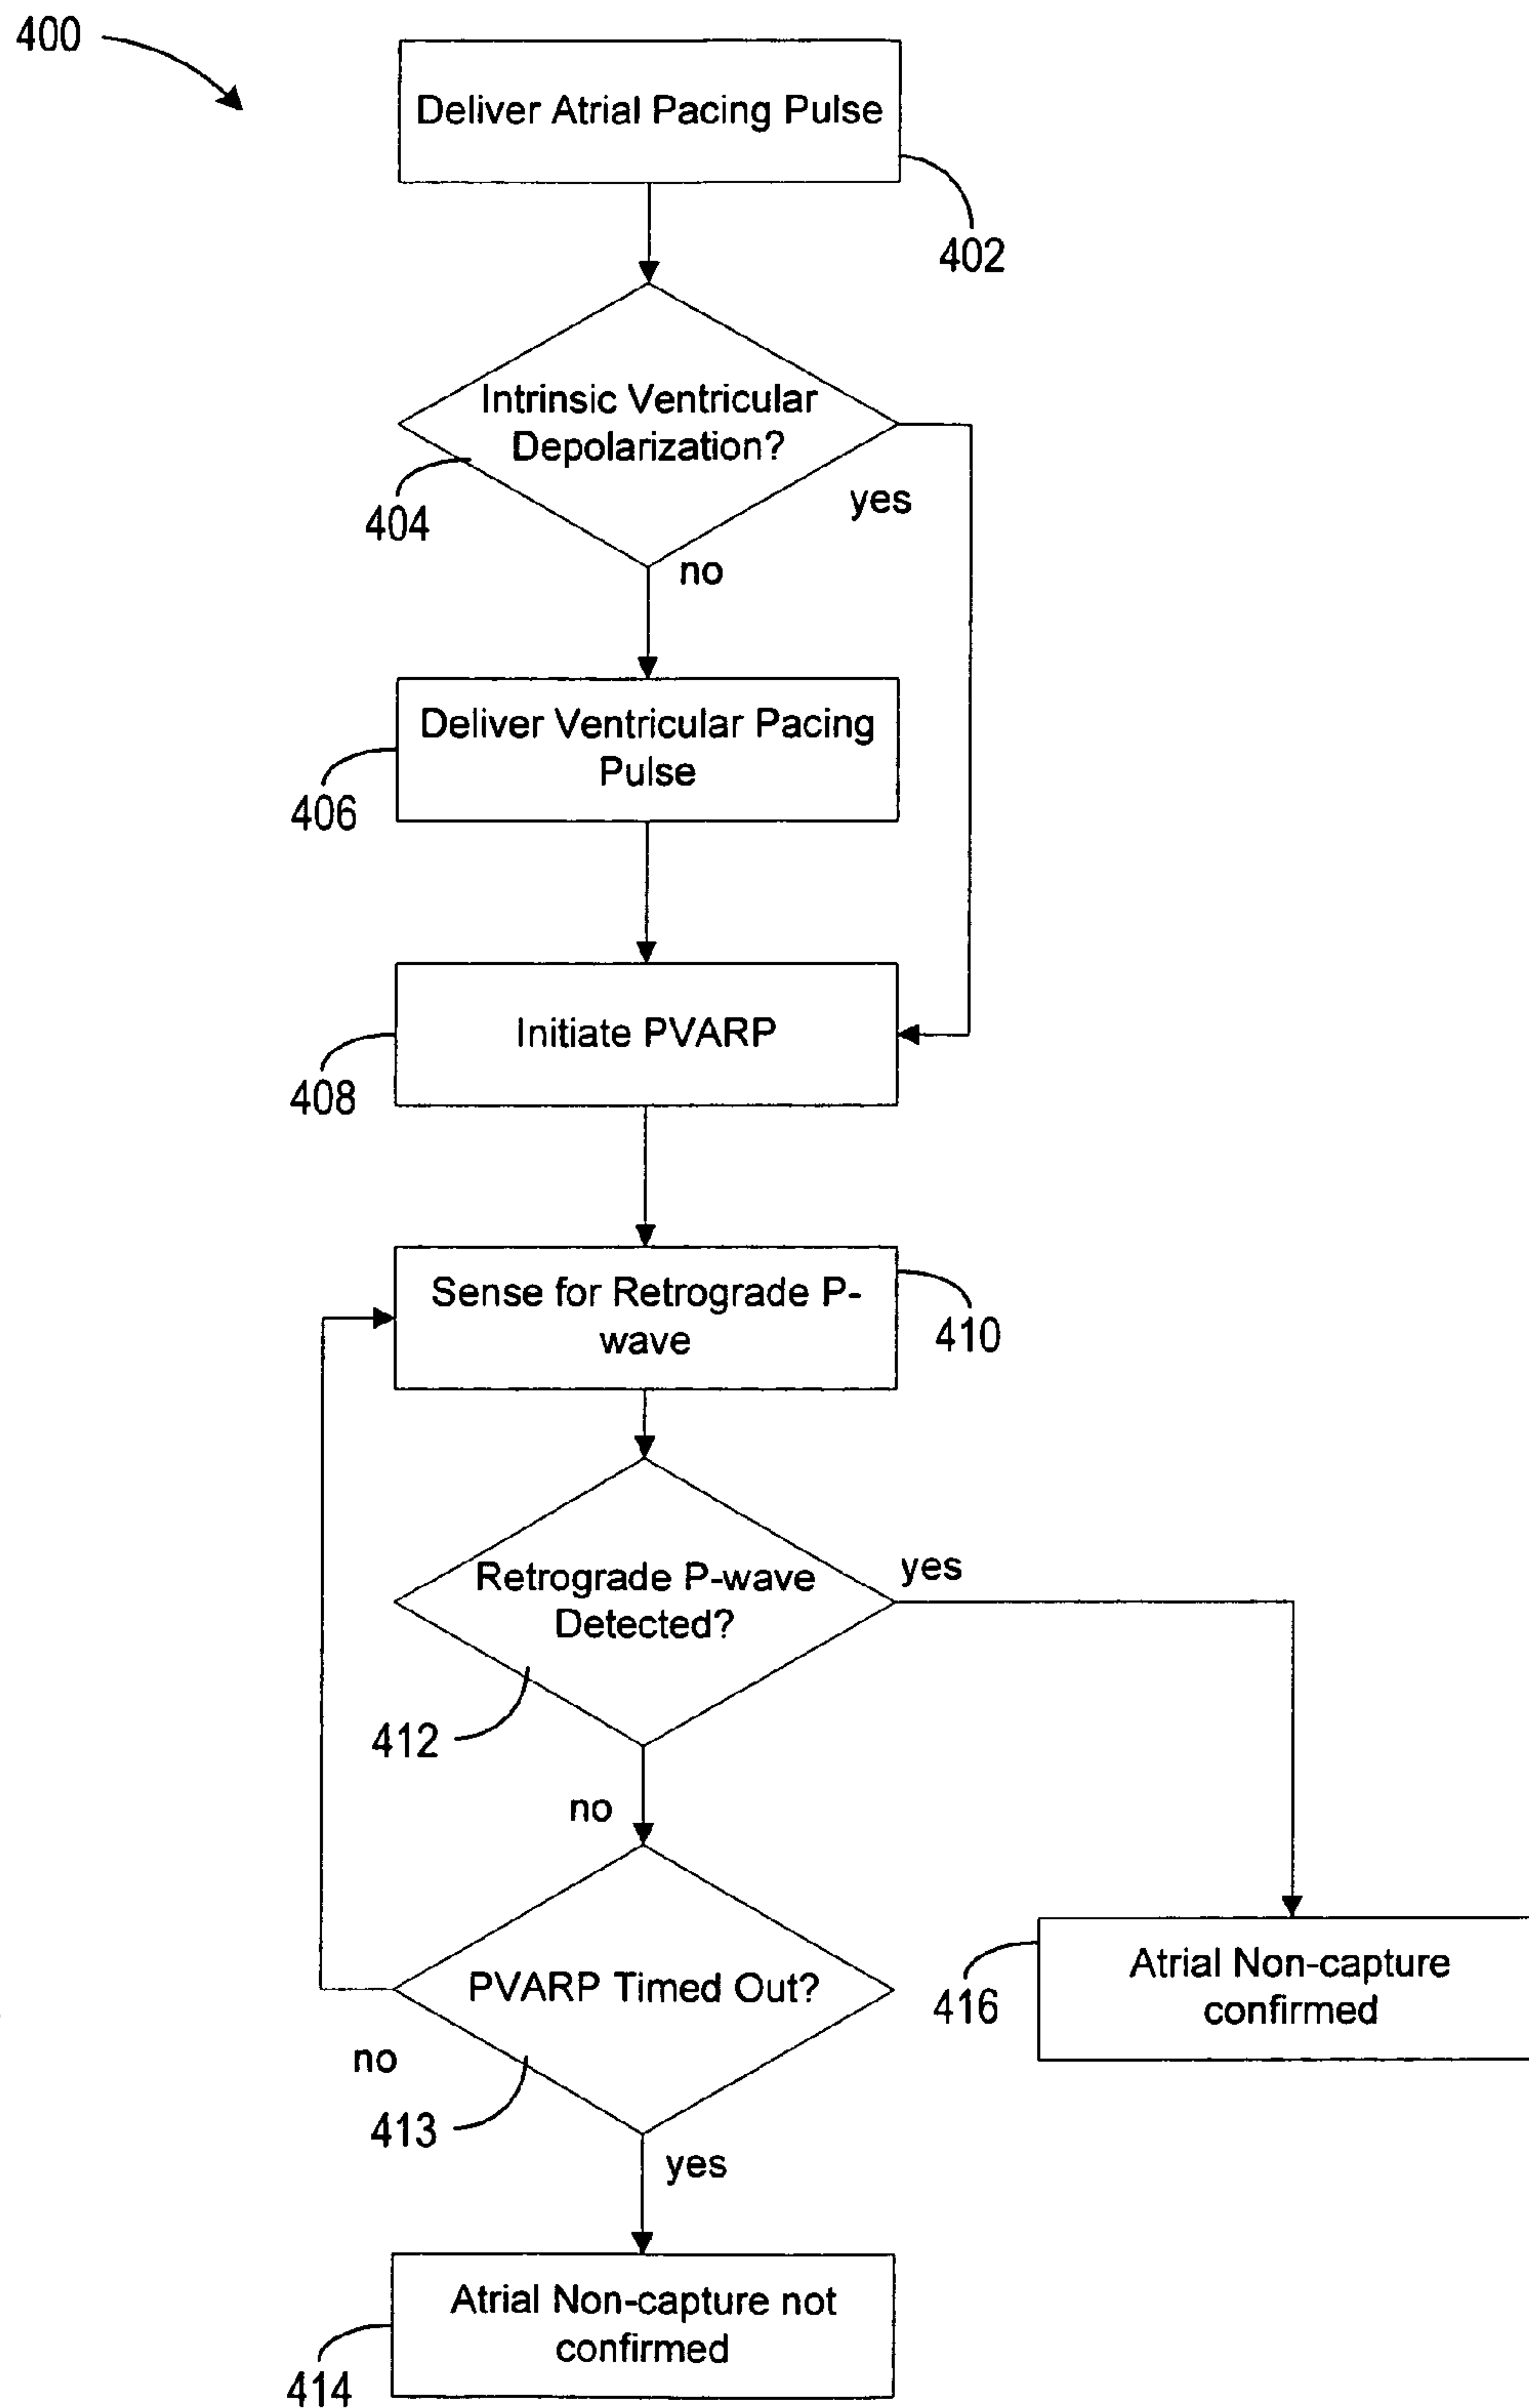 400
Deliver Atrial Pacing Pulse
402
Intrinsic Ventricular
Depolarization?
404
yes
no
Deliver Ventricular Pacing
Pulse
406
Initiate PVARP
408
Sense for Retrograde P-
wave
410
Retrograde P-wave
Detected?
yes
412
no
PVARP Timed Out?
no
413
yes
Atrial Non-capture
confirmed
416
Atrial Non-capture not
confirmed
414